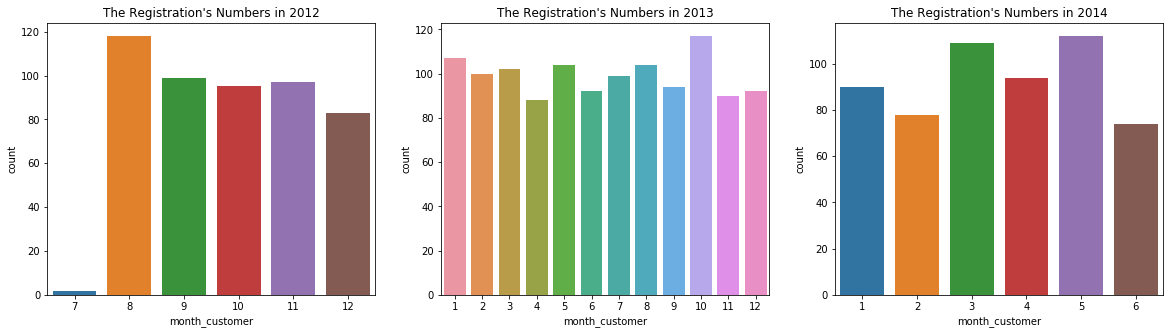 The Registration's Numbers in 2012
120
100
80
60
40
20
0
count
7 8 9 10 11 12
month_customer
The Registration's Numbers in 2013
120
100
80
60
40
20
0
count
1 2 3 4 5 6 7 8 9 10 11 12
month_customer
The Registration's Numbers in 2014
100
80
60
40
20
0
count
1 2 3 4 5 6
month_customer